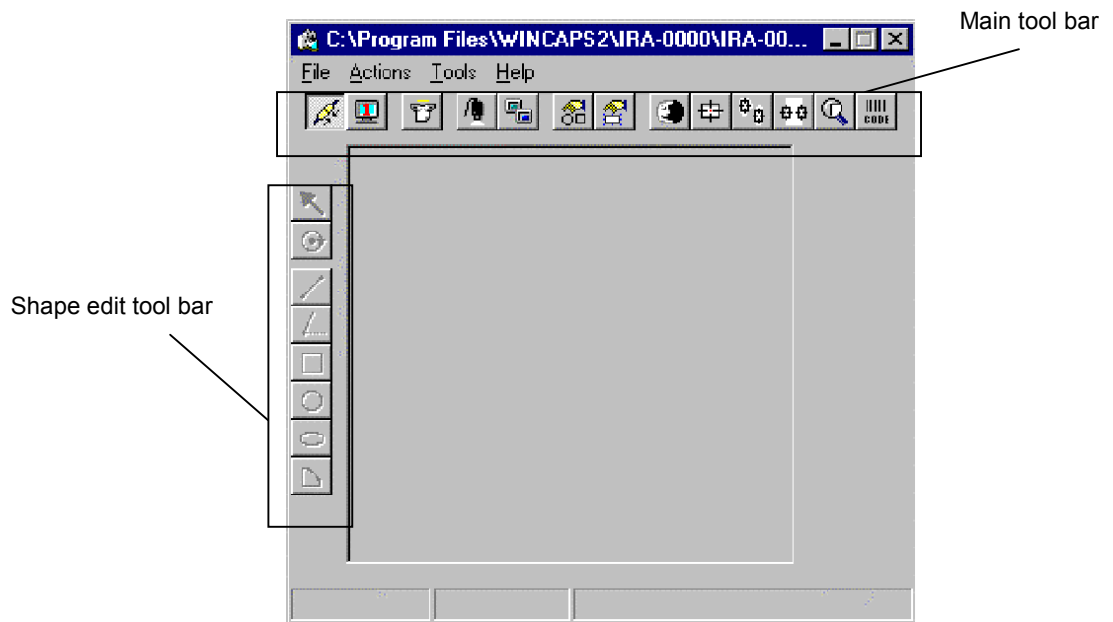 Main tool bar
C:\Program Files\WINCAPS2\IRA-0000\IRA-00...
File Actions Tools Help
1
CODE
Shape edit tool bar